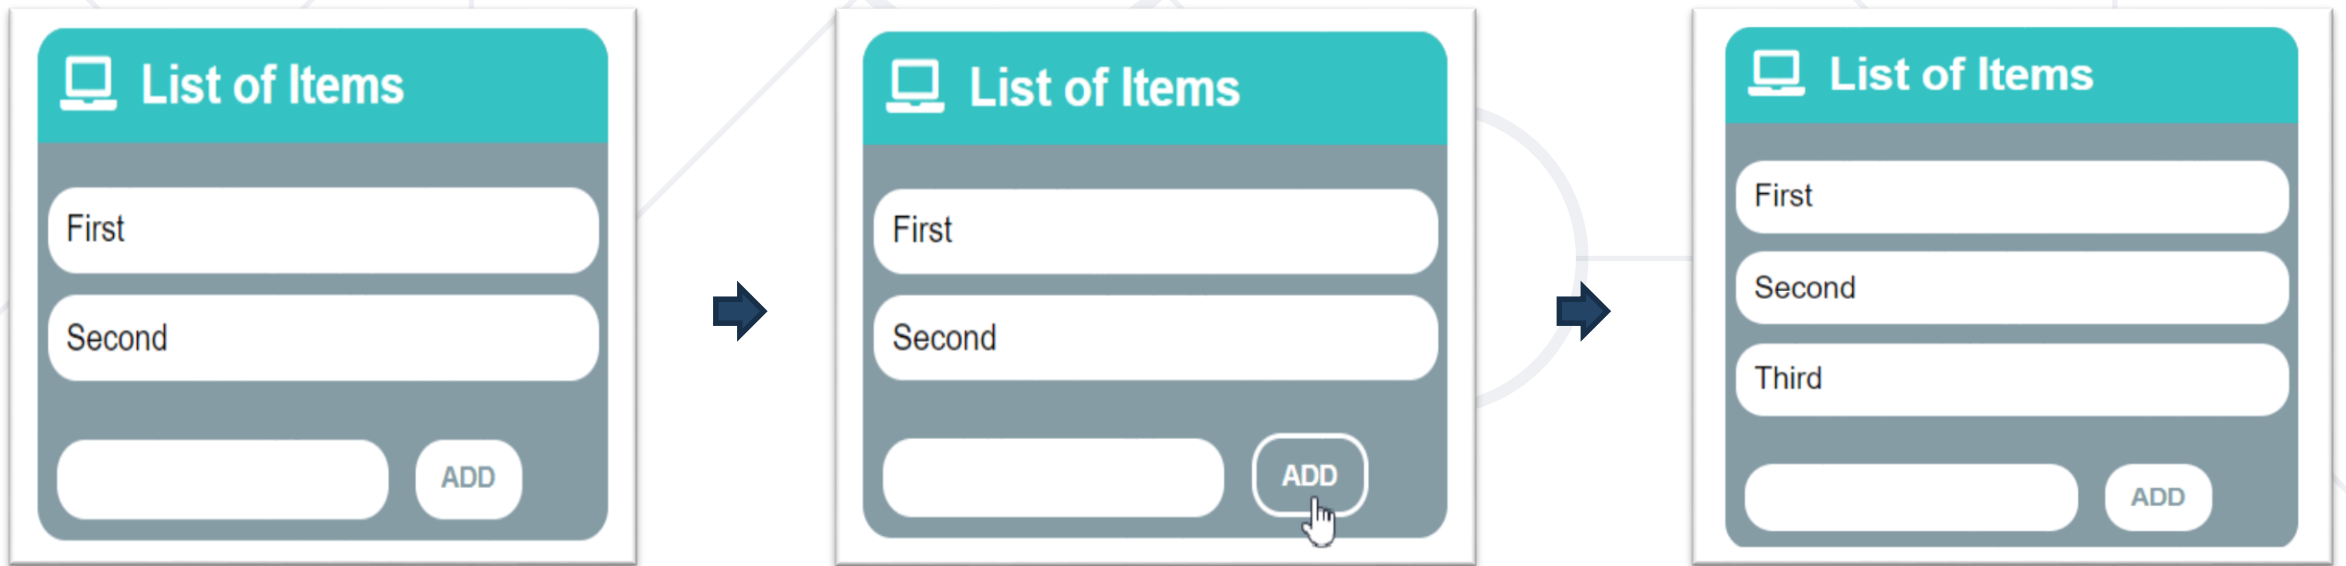 List of Items
First
Second
ADD
List of Items
First
Second
ADD
List of Items
First
Second
Third
ADD